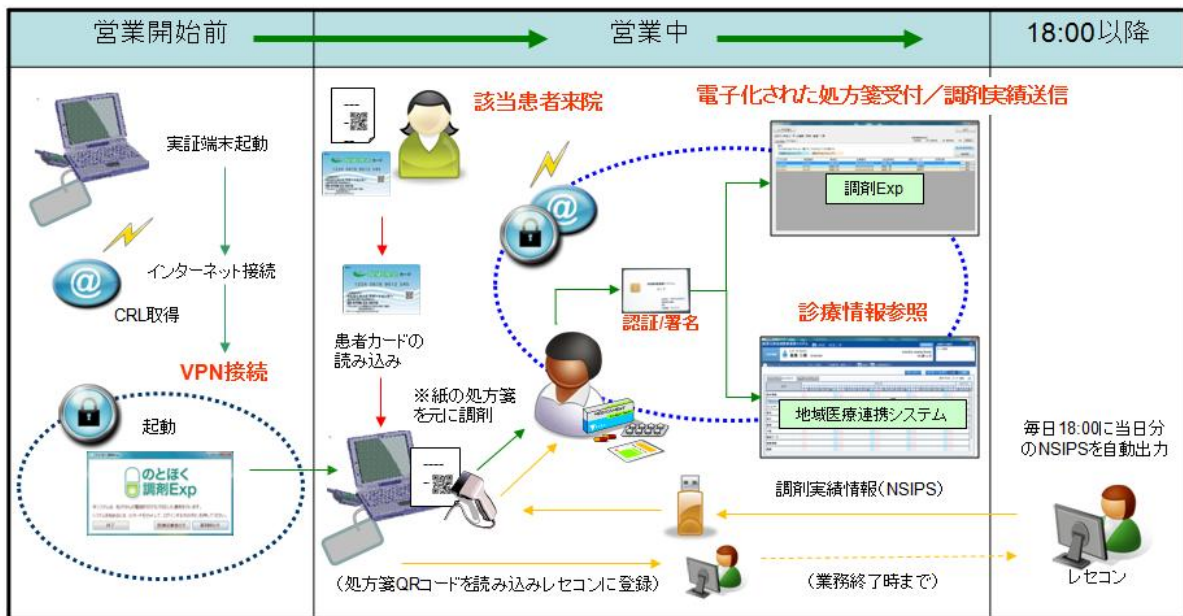 営業開始前
営業中
18:00以降
実証端末起動
インターネット接続
CRL取得
VPN接続
起動
のとほく
調剤Exp
終了
該当患者来院
患者カードの
読み込み
※紙の処方箋
を元に調剤
認証/署名
電子化された処方箋受付／調剤実績送信
調剤Exp
診療情報参照
地域医療連携システム
調剤実績情報(NSIPS)
(処方箋QRコードを読み込みレセコンに登録)
(業務終了時まで)
毎日18:00に当日分
のNSIPSを自動出力
レセコン